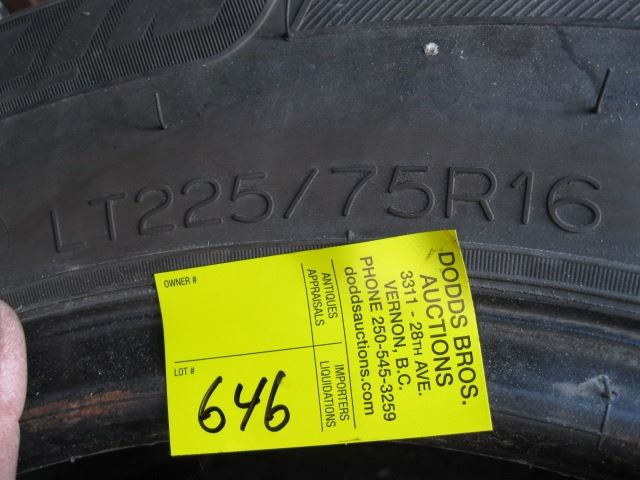 LT225/75R16
OWNER #
LOT #
646
ANTIQUES
APPRAISALS
IMPORTERS
LIQUIDATIONS
DODDS BROS.
AUCTIONS
3311 - 28TH AVE.
VERNON, B.C.
PHONE 250-545-3259
doddsauctions.com